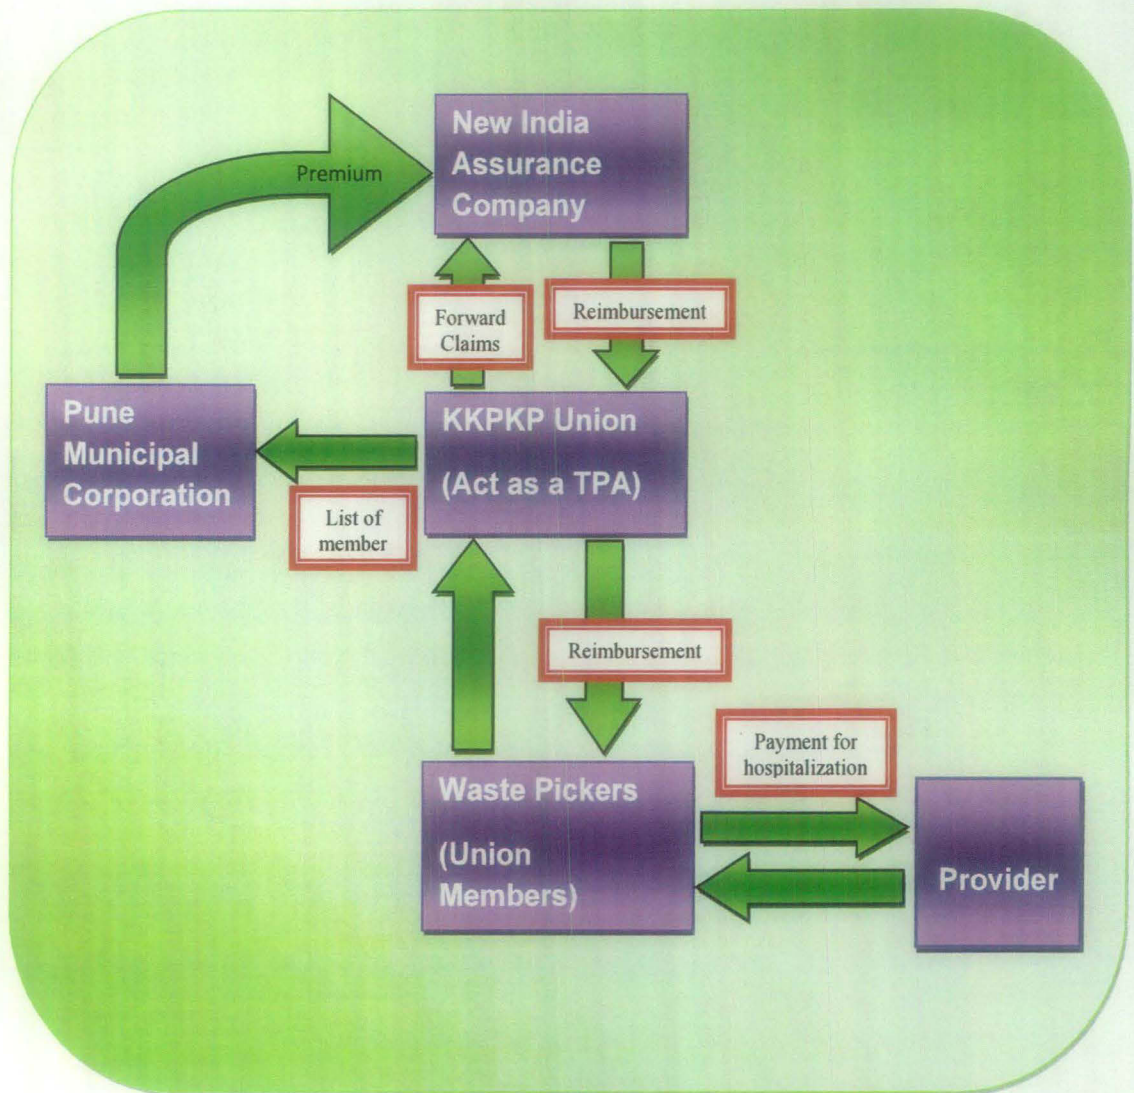 New India
Assurance
Company
Premium
Forward
Claims
Reimbursement
Pune
Municipal
Corporation
KKPKP Union
(Act as a TPA)
List of
member
Reimbursement
Payment for
hospitalization
Waste Pickers
(Union
Members)
Provider